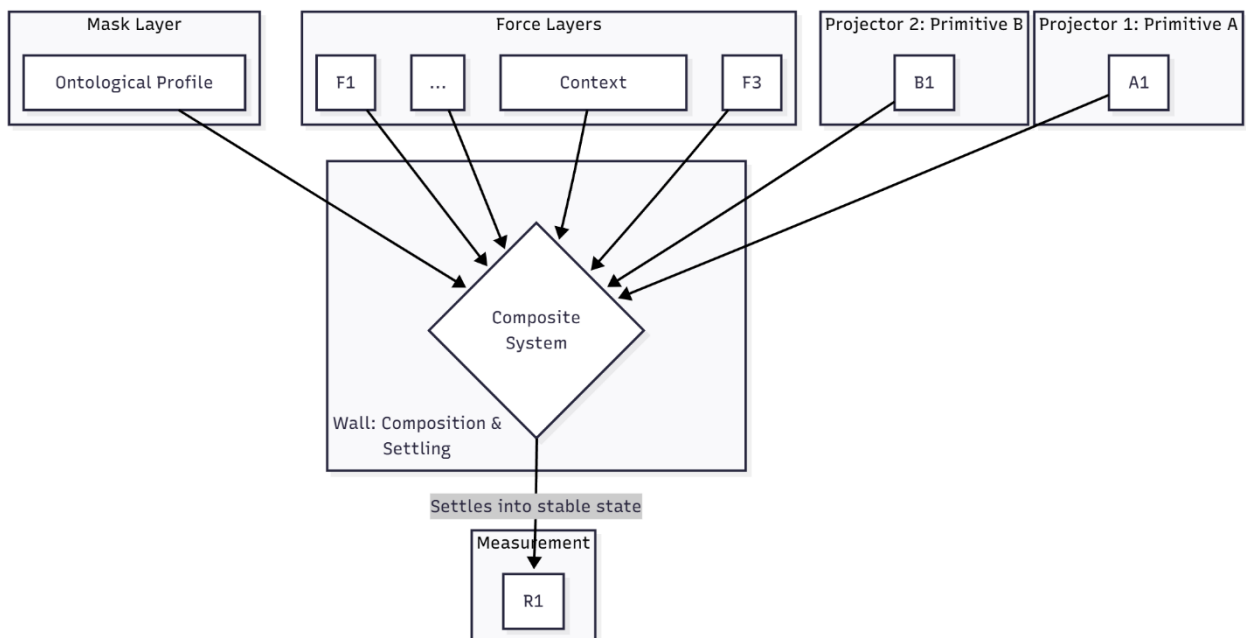 Mask Layer
Force Layers
Projector 2: Primitive B
Projector 1: Primitive A
Ontological Profile
F1
...
Context
F3
B1
A1
Composite
System
Wall: Composition &
Settling
Settles into stable state
Measurement
R1